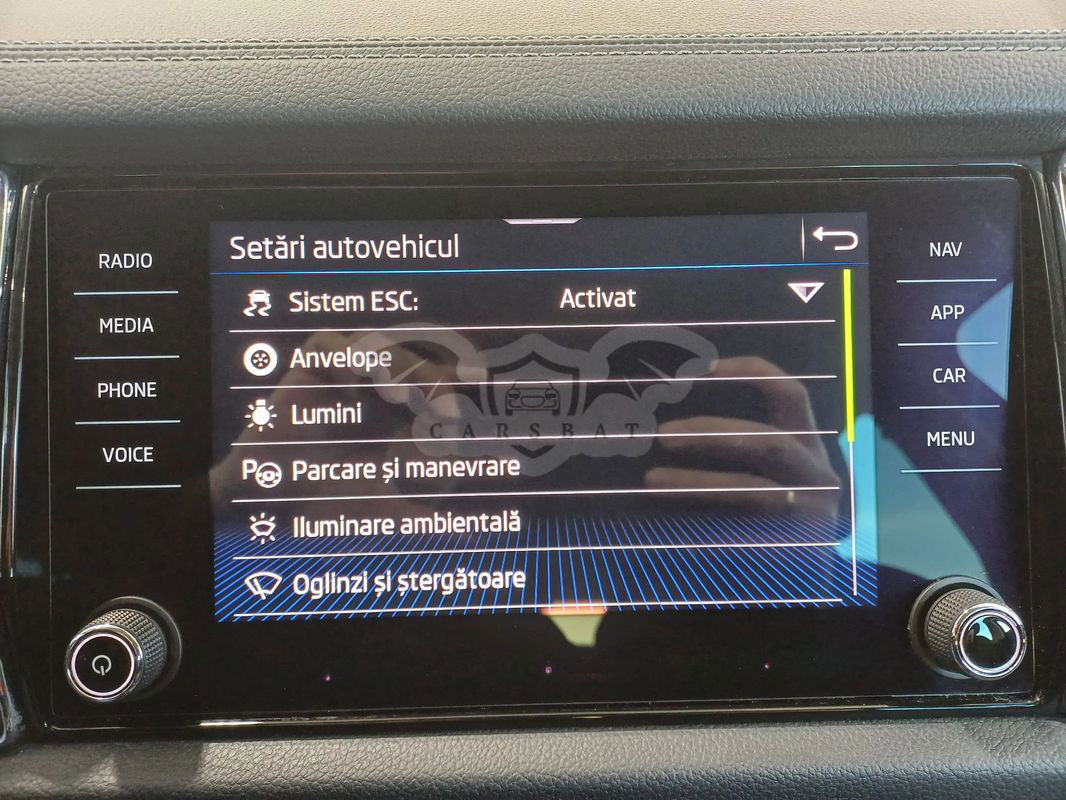 Setări autovehicul
RADIO
MEDIA
PHONE
VOICE
Sistem ESC: Activat
Anvelope
Lumini
Parcare și manevrare
Iluminare ambientală
Oglinzi și ștergătoare
NAV
APP
CAR
MENU
CARSBAT